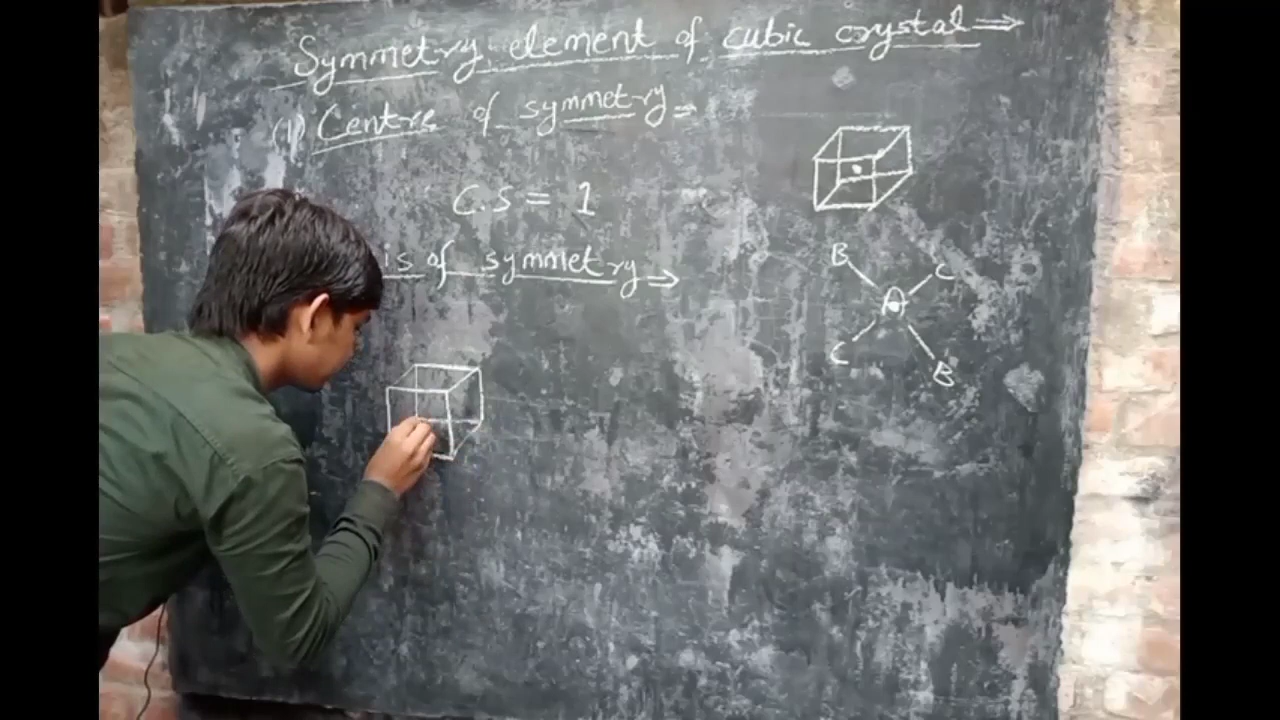 Symmetry element of cubic crystal ⇒
(1) Centre of symmetry =
C.S = 1
is of symmetry ⇒
B C
A
C B